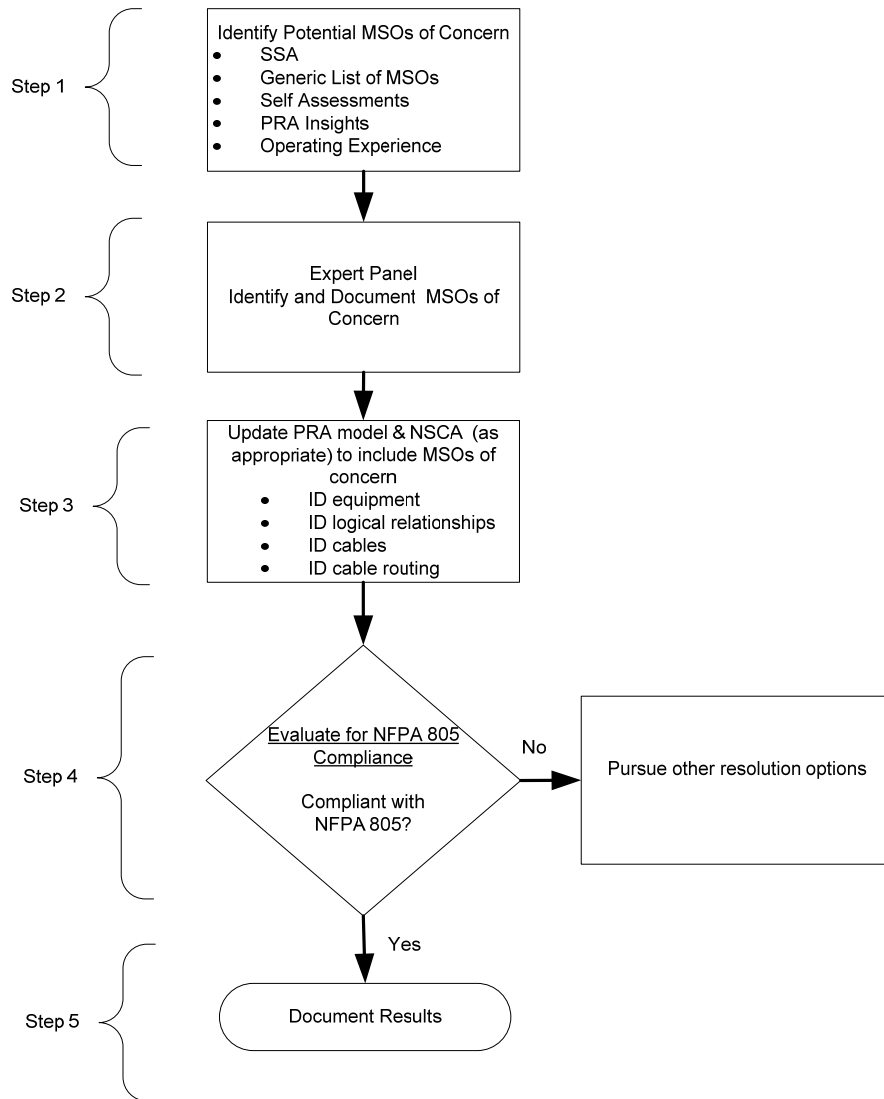 Step 1
Identify Potential MSOs of Concern
• SSA
• Generic List of MSOs
• Self Assessments
• PRA Insights
• Operating Experience
Step 2
Expert Panel
Identify and Document MSOs of
Concern
Step 3
Update PRA model & NSCA (as
appropriate) to include MSOs of
concern
• ID equipment
• ID logical relationships
• ID cables
• ID cable routing
Step 4
Evaluate for NFPA 805
Compliance
Compliant with
NFPA 805?
No
Pursue other resolution options
Yes
Step 5
Document Results